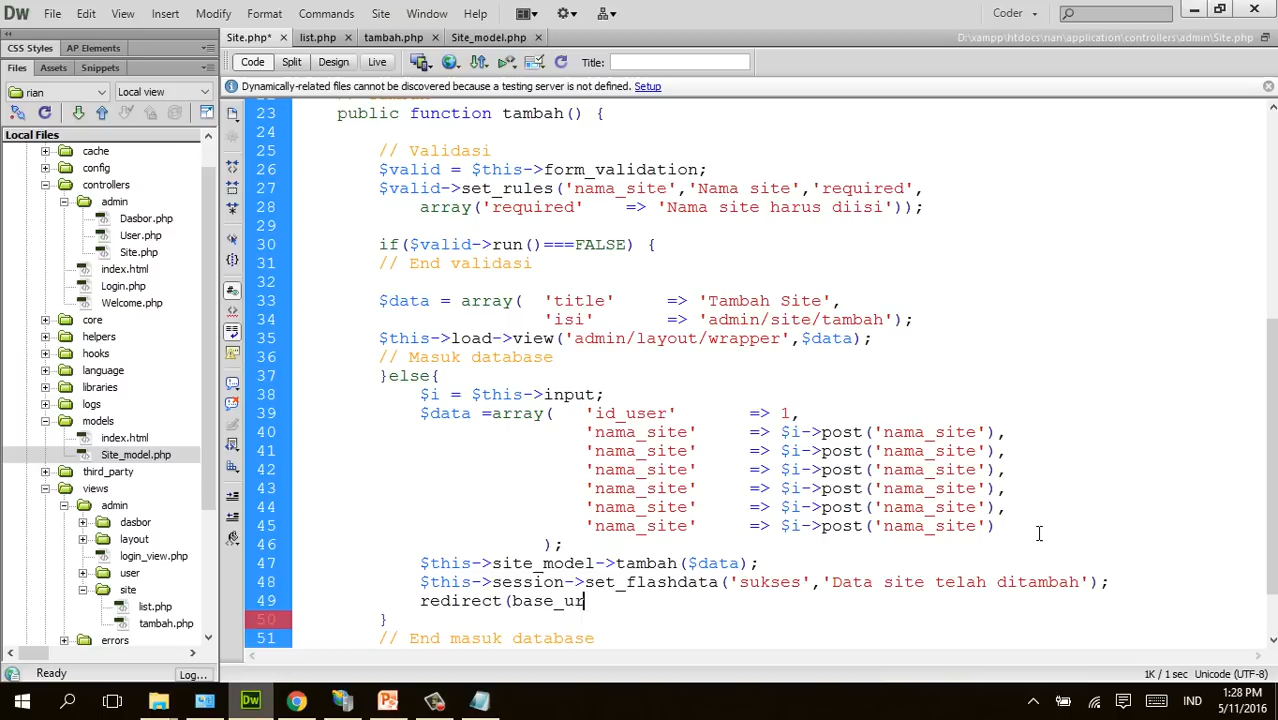 Dw File Edit View Insert Modify Format Commands Site Window Help Coder
CSS Styles AP Elements
Site.php* list.php tambah.php Site_model.php D:\xampp\htdocs\rian\application\controllers\admin\Site.php
Files Assets Snippets
Code Split Design Live Title:
rian Local view
Dynamically-related files cannot be discovered because a testing server is not defined. Setup
Local Files
cache
config
controllers
admin
Dasbor.php
User.php
Site.php
index.html
Login.php
Welcome.php
core
helpers
hooks
language
libraries
logs
models
index.html
Site_model.php
third_party
views
admin
dasbor
layout
login_view.php
user
site
list.php
tambah.php
errors
23 public function tambah() {
24
25 // Validasi
26 $valid = $this->form_validation;
27 $valid->set_rules('nama_site','Nama site','required',
28 array('required' => 'Nama site harus diisi'));
29
30 if($valid->run()===FALSE) {
31 // End validasi
32
33 $data = array( 'title' => 'Tambah Site',
34 'isi' => 'admin/site/tambah');
35 $this->load->view('admin/layout/wrapper',$data);
36 // Masuk database
37 }else{
38 $i = $this->input;
39 $data =array( 'id_user' => 1,
40 'nama_site' => $i->post('nama_site'),
41 'nama_site' => $i->post('nama_site'),
42 'nama_site' => $i->post('nama_site'),
43 'nama_site' => $i->post('nama_site'),
44 'nama_site' => $i->post('nama_site'),
45 'nama_site' => $i->post('nama_site')
46 );
47 $this->site_model->tambah($data);
48 $this->session->set_flashdata('sukses','Data site telah ditambah');
49 redirect(base_ur
50 }
51 // End masuk database
Ready Log... 1K / 1 sec Unicode (UTF-8)
Dw IND 1:28 PM
5/11/2016